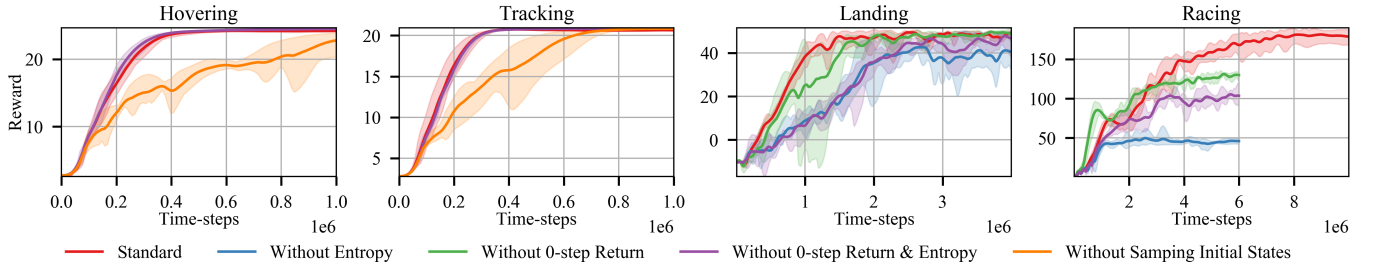 Hovering
Tracking
Landing
Racing
Reward
20
10
0.0 0.2 0.4 0.6 0.8 1.0
Time-steps
1e6
20
15
10
5
0.0 0.2 0.4 0.6 0.8 1.0
Time-steps
1e6
40
20
0
1 2 3
Time-steps
1e6
150
100
50
2 4 6 8
Time-steps
1e6
Standard
Without Entropy
Without 0-step Return
Without 0-step Return & Entropy
Without Samping Initial States